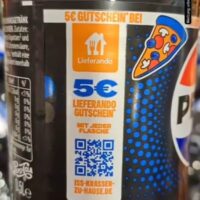 5€ GUTSCHEIN* BEI
Lieferando
5€
LIEFERANDO
GUTSCHEIN*
MIT JEDER
FLASCHE
ISS-KRASSER-
ZU-HAUSE.DE